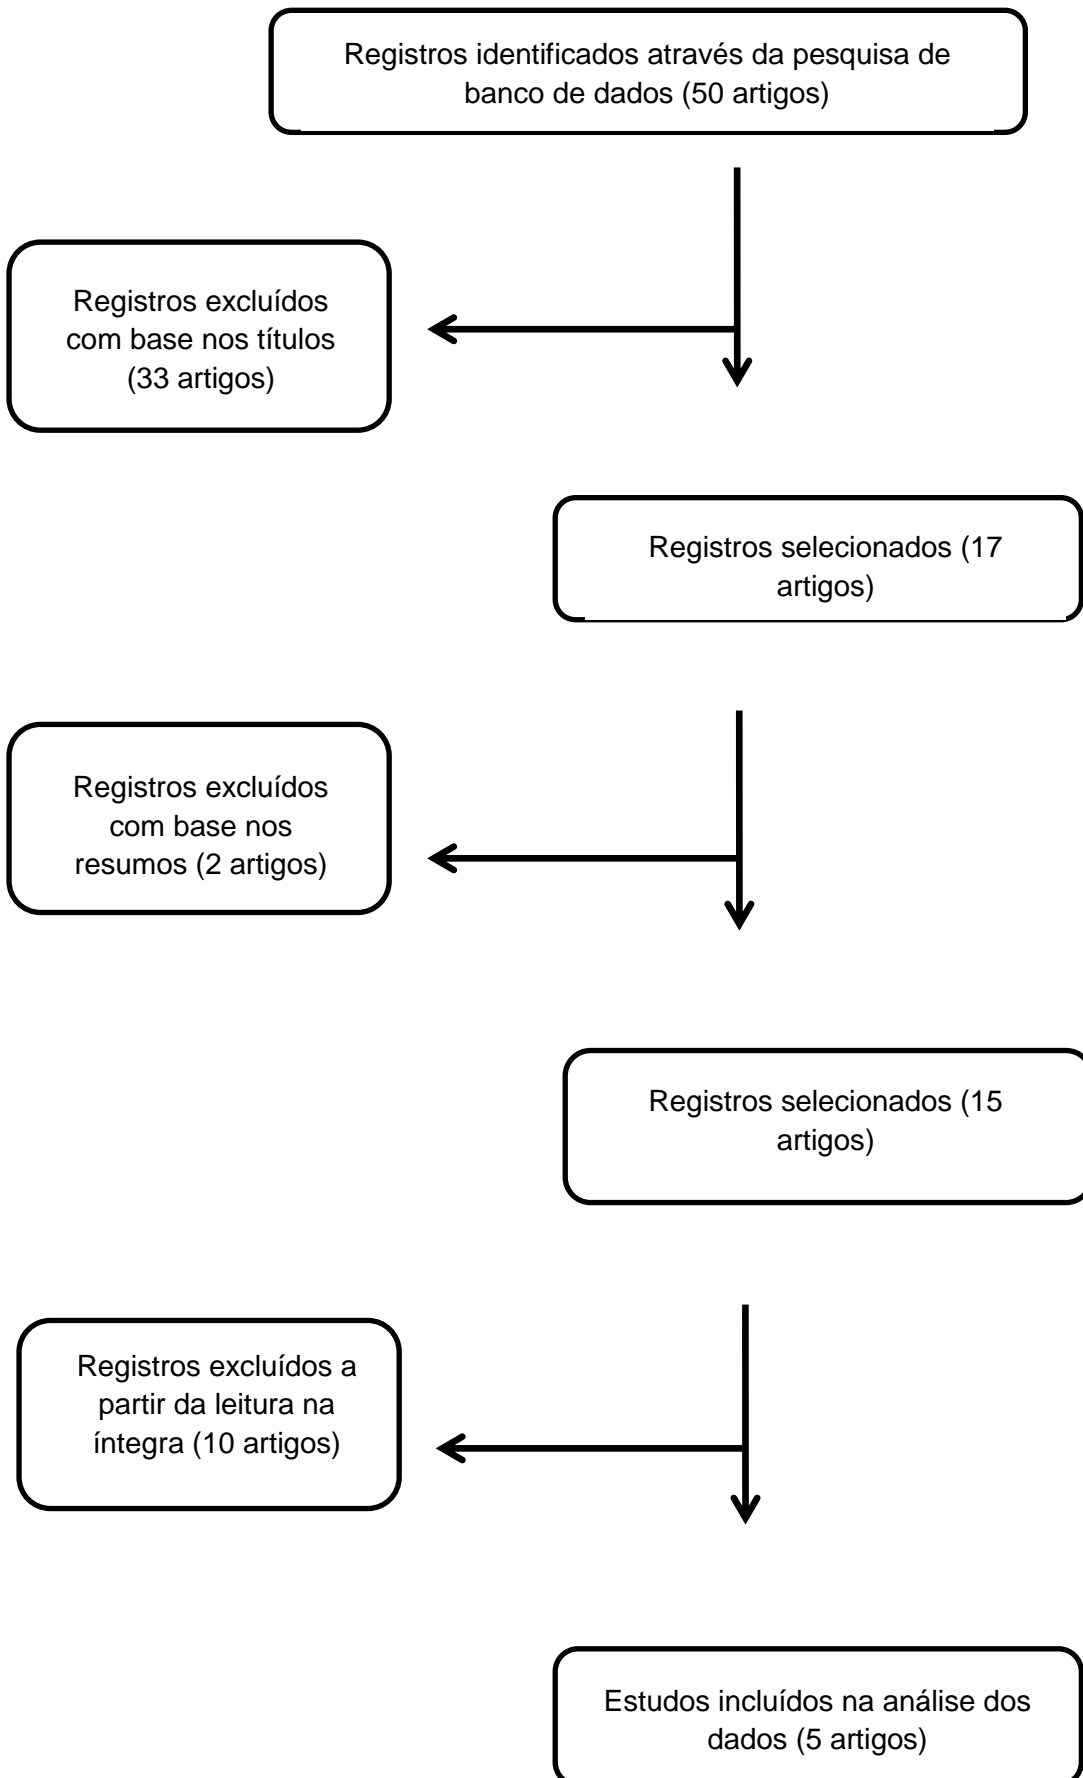 Registros identificados através da pesquisa de
banco de dados (50 artigos)
Registros excluídos
com base nos títulos
(33 artigos)
Registros selecionados (17
artigos)
Registros excluídos
com base nos
resumos (2 artigos)
Registros selecionados (15
artigos)
Registros excluídos a
partir da leitura na
íntegra (10 artigos)
Estudos incluídos na análise dos
dados (5 artigos)